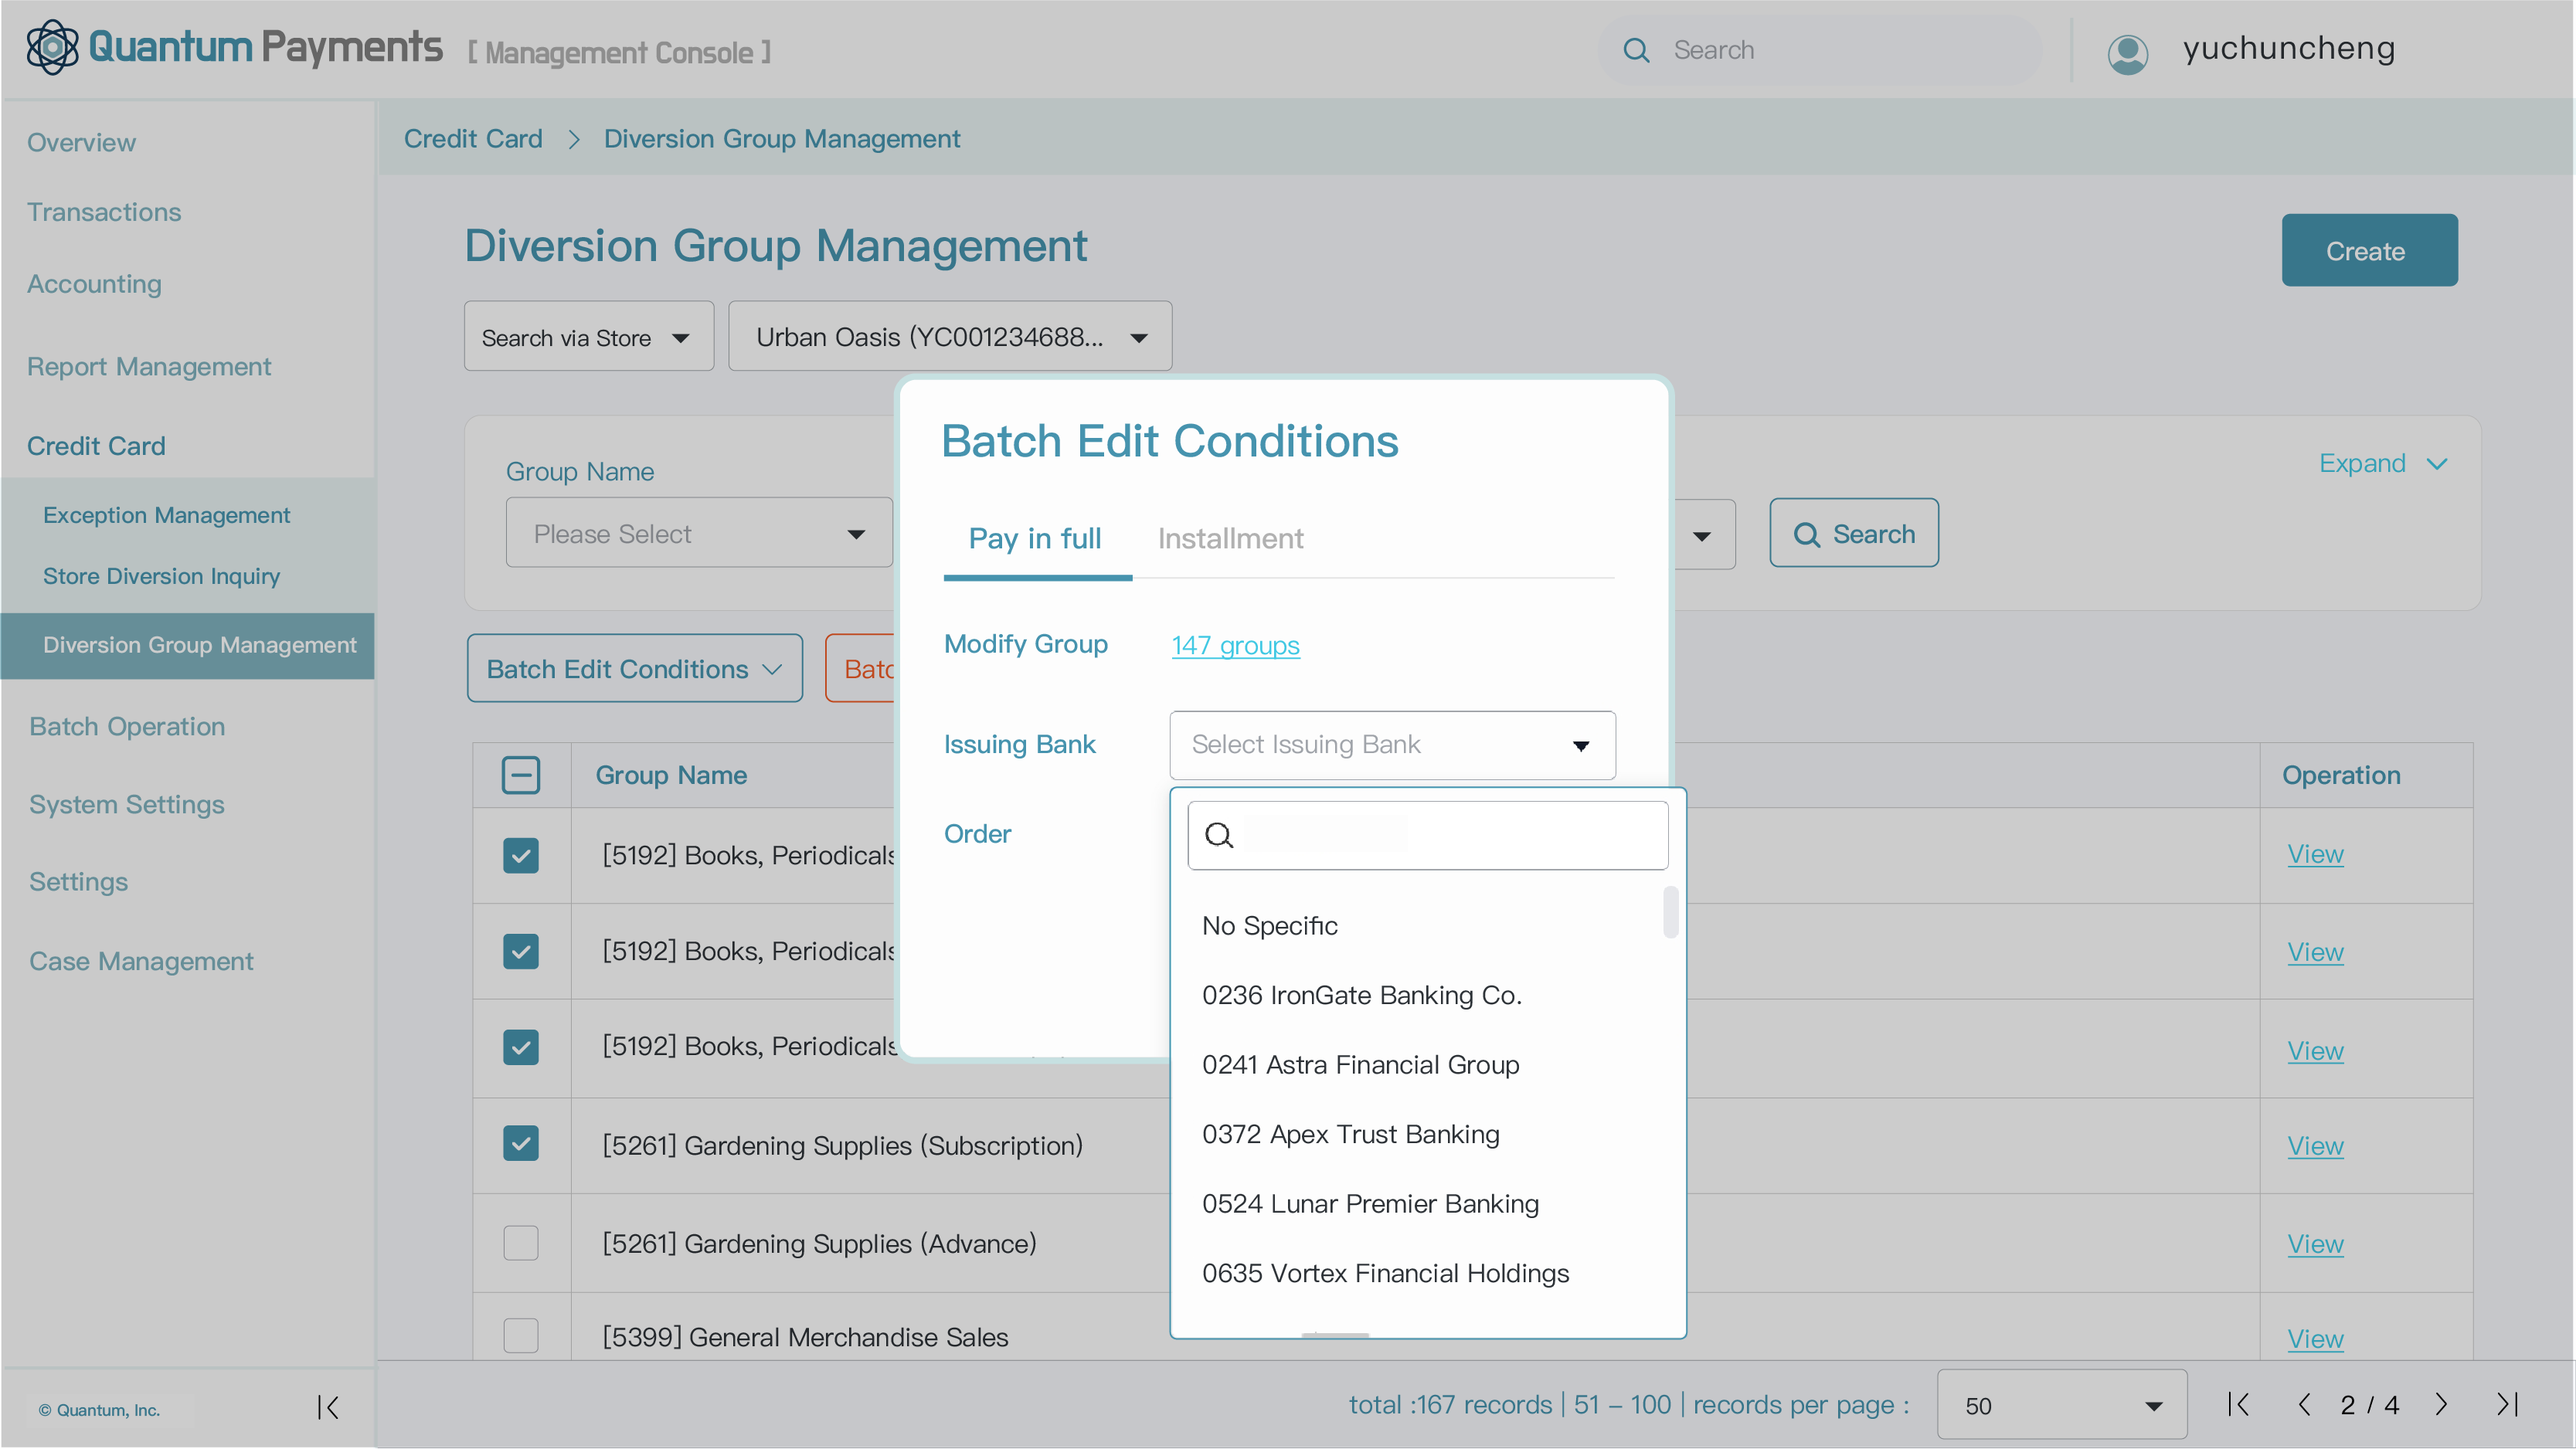 Quantum Payments [ Management Console ]
Search
yuchuncheng
Overview
Transactions
Accounting
Report Management
Credit Card
Exception Management
Store Diversion Inquiry
Diversion Group Management
Batch Operation
System Settings
Settings
Case Management
© Quantum, Inc.
Credit Card > Diversion Group Management
Diversion Group Management
Create
Search via Store
Urban Oasis (YC001234688...
Group Name
Please Select
Search
Expand
Batch Edit Conditions
Batc
Group Name
Operation
[5192] Books, Periodicals
View
[5192] Books, Periodicals
View
[5192] Books, Periodicals
View
[5261] Gardening Supplies (Subscription)
View
[5261] Gardening Supplies (Advance)
View
[5399] General Merchandise Sales
View
Batch Edit Conditions
Pay in full
Installment
Modify Group
147 groups
Issuing Bank
Select Issuing Bank
Order
No Specific
0236 IronGate Banking Co.
0241 Astra Financial Group
0372 Apex Trust Banking
0524 Lunar Premier Banking
0635 Vortex Financial Holdings
total :167 records | 51 – 100 | records per page :
50
2 / 4